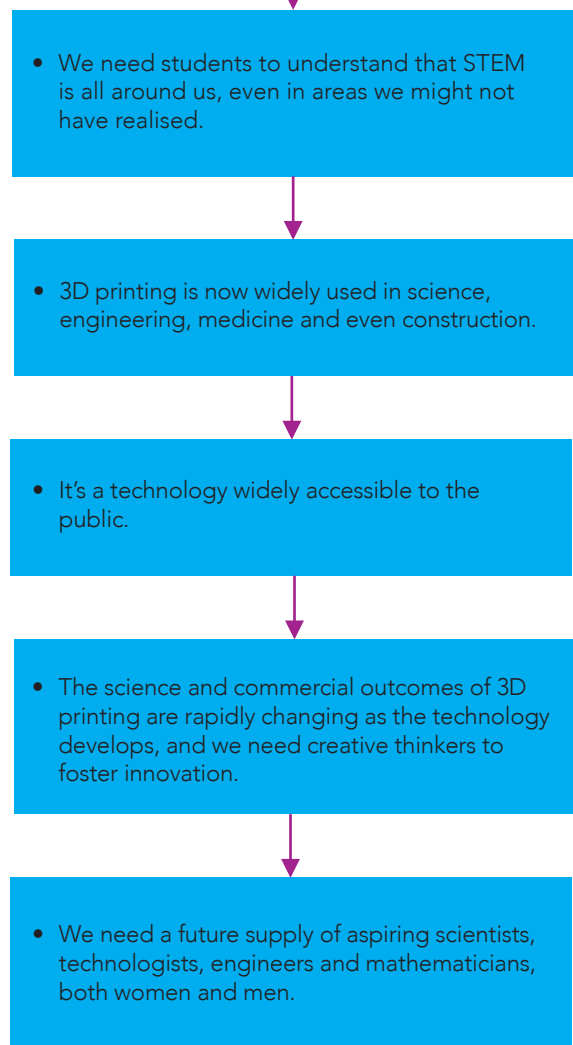 • We need students to understand that STEM
is all around us, even in areas we might not
have realised.
• 3D printing is now widely used in science,
engineering, medicine and even construction.
• It’s a technology widely accessible to the
public.
• The science and commercial outcomes of 3D
printing are rapidly changing as the technology
develops, and we need creative thinkers to
foster innovation.
• We need a future supply of aspiring scientists,
technologists, engineers and mathematicians,
both women and men.